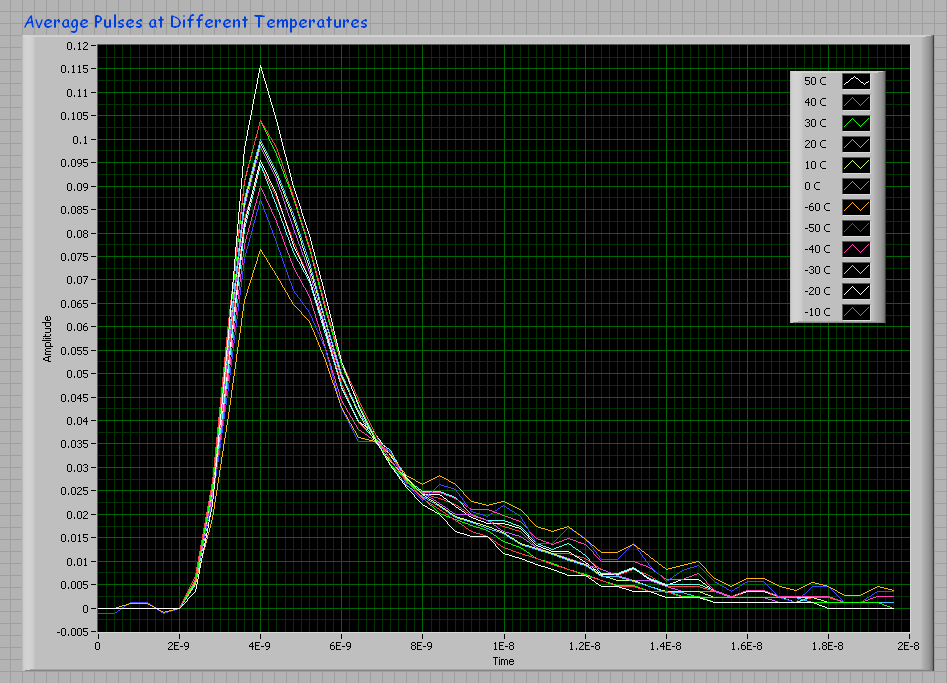 Average Pulses at Different Temperatures
0.12
0.115
0.11
0.105
0.1
0.095
0.09
0.085
0.08
0.075
0.07
0.065
0.06
0.055
0.05
0.045
0.04
0.035
0.03
0.025
0.02
0.015
0.01
0.005
0
-0.005
Amplitude
0
2E-9
4E-9
6E-9
8E-9
1E-8
1.2E-8
1.4E-8
1.6E-8
1.8E-8
2E-8
Time
50 C
40 C
30 C
20 C
10 C
0 C
-60 C
-50 C
-40 C
-30 C
-20 C
-10 C